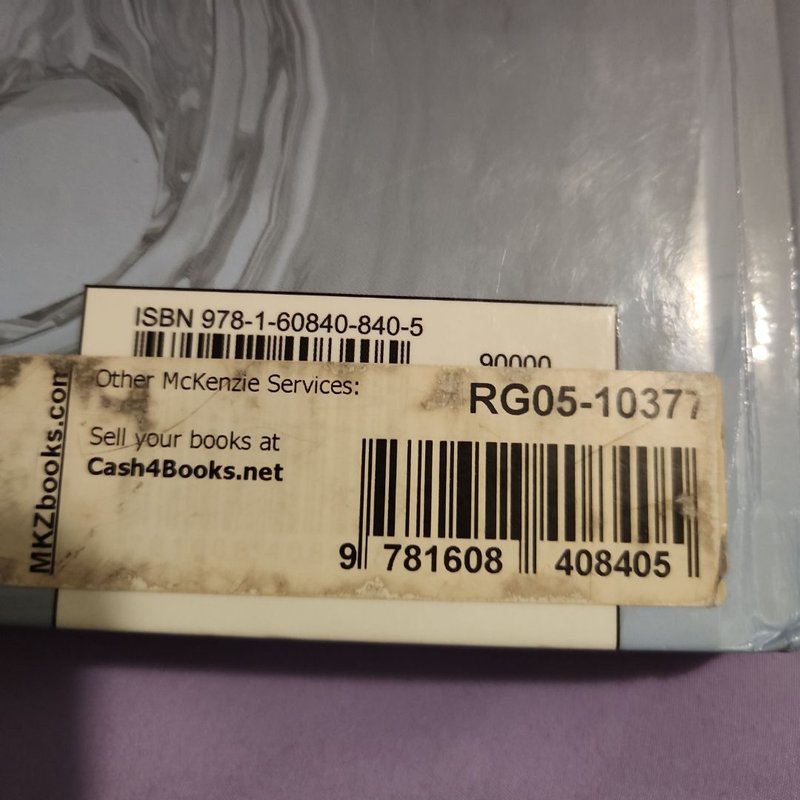 ISBN 978-1-60840-840-5
90000
MKZbooks.com
Other McKenzie Services:
RG05-10377
Sell your books at
Cash4Books.net
9 781608 408405